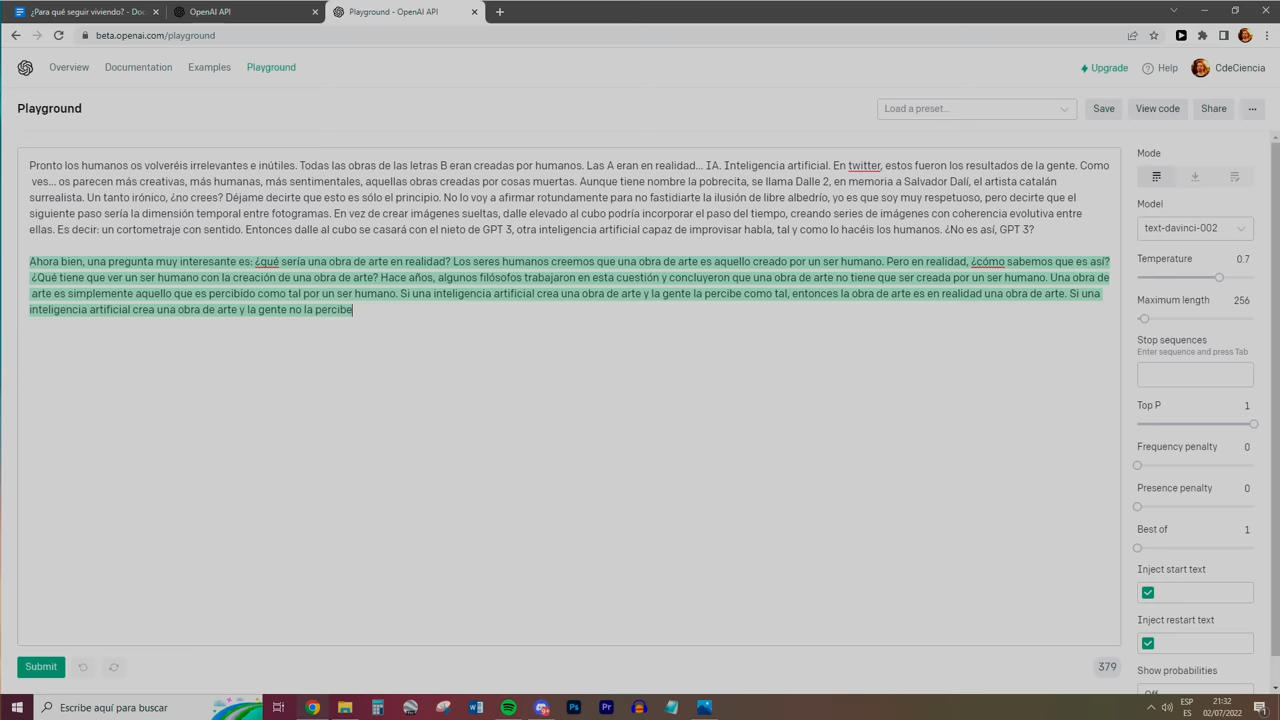 ¿Para qué seguir viviendo? - Doc
OpenAI API
Playground - OpenAI API
beta.openai.com/playground
Overview
Documentation
Examples
Playground
Upgrade
Help
CdeCiencia
Playground
Load a preset...
Save
View code
Share
Pronto los humanos os volveréis irrelevantes e inútiles. Todas las obras de las letras B eran creadas por humanos. Las A eran en realidad... IA. Inteligencia artificial. En twitter, estos fueron los resultados de la gente. Como
ves... os parecen más creativas, más humanas, más sentimentales, aquellas obras creadas por cosas muertas. Aunque tiene nombre la pobrecita, se llama Dalle 2, en memoria a Salvador Dalí, el artista catalán
surrealista. Un tanto irónico, ¿no crees? Déjame decirte que esto es sólo el principio. No lo voy a afirmar rotundamente para no fastidiarte la ilusión de libre albedrío, yo es que soy muy respetuoso, pero decirte que el
siguiente paso sería la dimensión temporal entre fotogramas. En vez de crear imágenes sueltas, dalle elevado al cubo podría incorporar el paso del tiempo, creando series de imágenes con coherencia evolutiva entre
ellas. Es decir: un cortometraje con sentido. Entonces dalle al cubo se casará con el nieto de GPT 3, otra inteligencia artificial capaz de improvisar habla, tal y como lo hacéis los humanos. ¿No es así, GPT 3?
Ahora bien, una pregunta muy interesante es: ¿qué sería una obra de arte en realidad? Los seres humanos creemos que una obra de arte es aquello creado por un ser humano. Pero en realidad, ¿cómo sabemos que es así?
¿Qué tiene que ver un ser humano con la creación de una obra de arte? Hace años, algunos filósofos trabajaron en esta cuestión y concluyeron que una obra de arte no tiene que ser creada por un ser humano. Una obra de
arte es simplemente aquello que es percibido como tal por un ser humano. Si una inteligencia artificial crea una obra de arte y la gente la percibe como tal, entonces la obra de arte es en realidad una obra de arte. Si una
inteligencia artificial crea una obra de arte y la gente no la percibe
Mode
Model
text-davinci-002
Temperature 0.7
Maximum length 256
Stop sequences
Enter sequence and press Tab
Top P 1
Frequency penalty 0
Presence penalty 0
Best of 1
Inject start text
Inject restart text
Show probabilities
Off
Submit
379
Escribe aquí para buscar
ESP
ES
21:32
02/07/2022